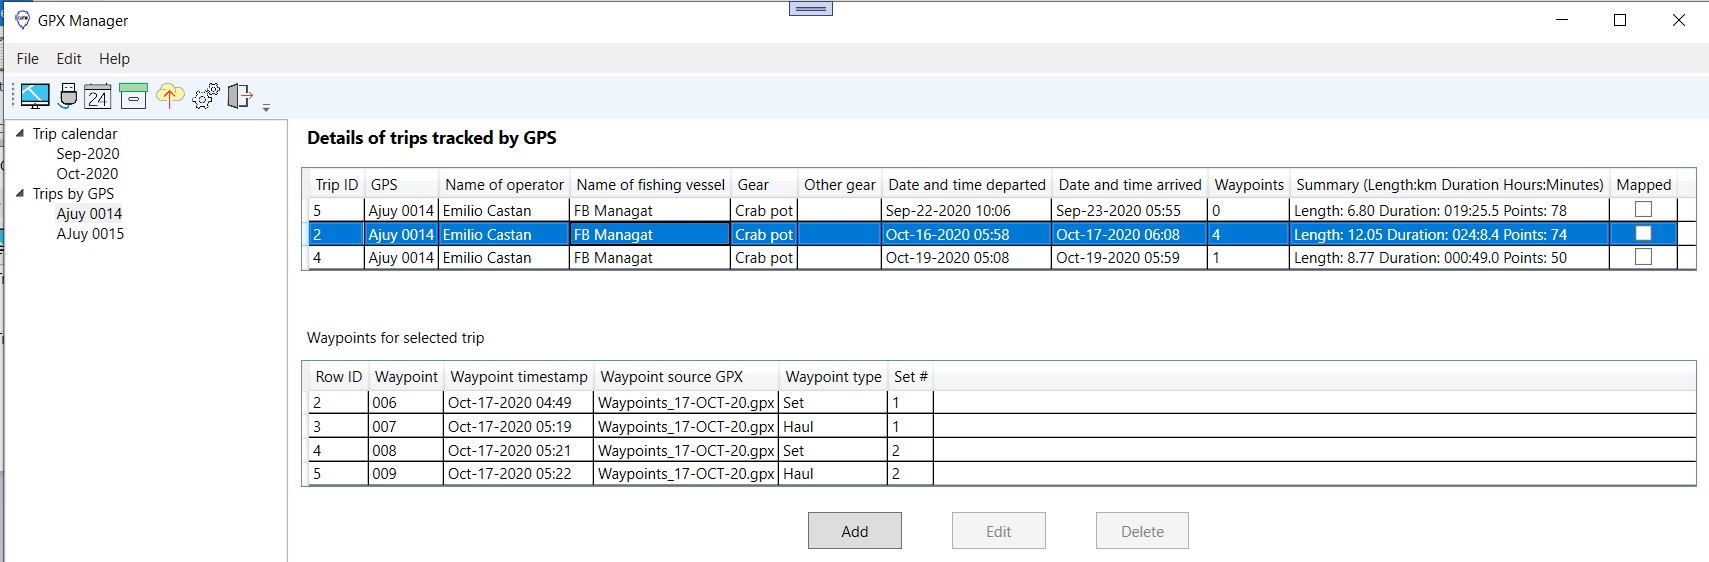 GPX Manager
File Edit Help
24
Trip calendar
Sep-2020
Oct-2020
Trips by GPS
Ajuy 0014
AJuy 0015
Details of trips tracked by GPS
Trip ID GPS Name of operator Name of fishing vessel Gear Other gear Date and time departed Date and time arrived Waypoints Summary (Length:km Duration Hours:Minutes) Mapped
5 Ajuy 0014 Emilio Castan FB Managat Crab pot Sep-22-2020 10:06 Sep-23-2020 05:55 0 Length: 6.80 Duration: 019:25.5 Points: 78
2 Ajuy 0014 Emilio Castan FB Managat Crab pot Oct-16-2020 05:58 Oct-17-2020 06:08 4 Length: 12.05 Duration: 024:8.4 Points: 74
4 Ajuy 0014 Emilio Castan FB Managat Crab pot Oct-19-2020 05:08 Oct-19-2020 05:59 1 Length: 8.77 Duration: 000:49.0 Points: 50
Waypoints for selected trip
Row ID Waypoint Waypoint timestamp Waypoint source GPX Waypoint type Set #
2 006 Oct-17-2020 04:49 Waypoints_17-OCT-20.gpx Set 1
3 007 Oct-17-2020 05:19 Waypoints_17-OCT-20.gpx Haul 1
4 008 Oct-17-2020 05:21 Waypoints_17-OCT-20.gpx Set 2
5 009 Oct-17-2020 05:22 Waypoints_17-OCT-20.gpx Haul 2
Add Edit Delete